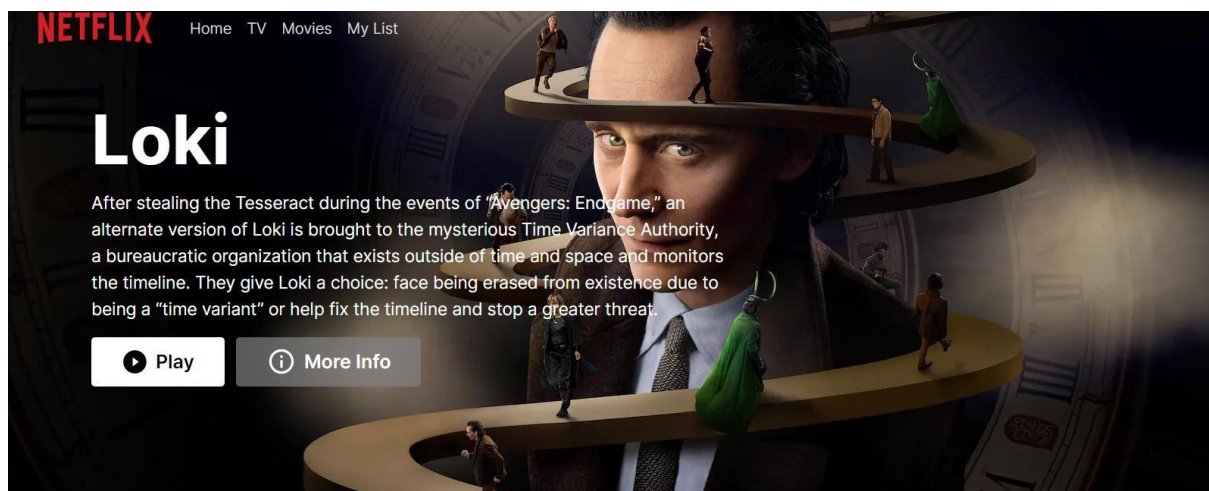 NETFLIX Home TV Movies My List
Loki
After stealing the Tesseract during the events of “Avengers: Endgame,” an
alternate version of Loki is brought to the mysterious Time Variance Authority,
a bureaucratic organization that exists outside of time and space and monitors
the timeline. They give Loki a choice: face being erased from existence due to
being a “time variant” or help fix the timeline and stop a greater threat.
Play More Info